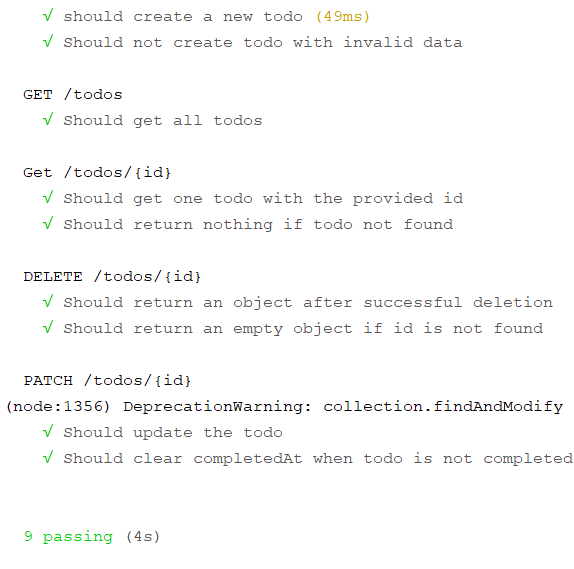 √ should create a new todo (49ms)
√ Should not create todo with invalid data
GET /todos
√ Should get all todos
Get /todos/{id}
√ Should get one todo with the provided id
√ Should return nothing if todo not found
DELETE /todos/{id}
√ Should return an object after successful deletion
√ Should return an empty object if id is not found
PATCH /todos/{id}
(node:1356) DeprecationWarning: collection.findAndModify
√ Should update the todo
√ Should clear completedAt when todo is not completed
9 passing (4s)